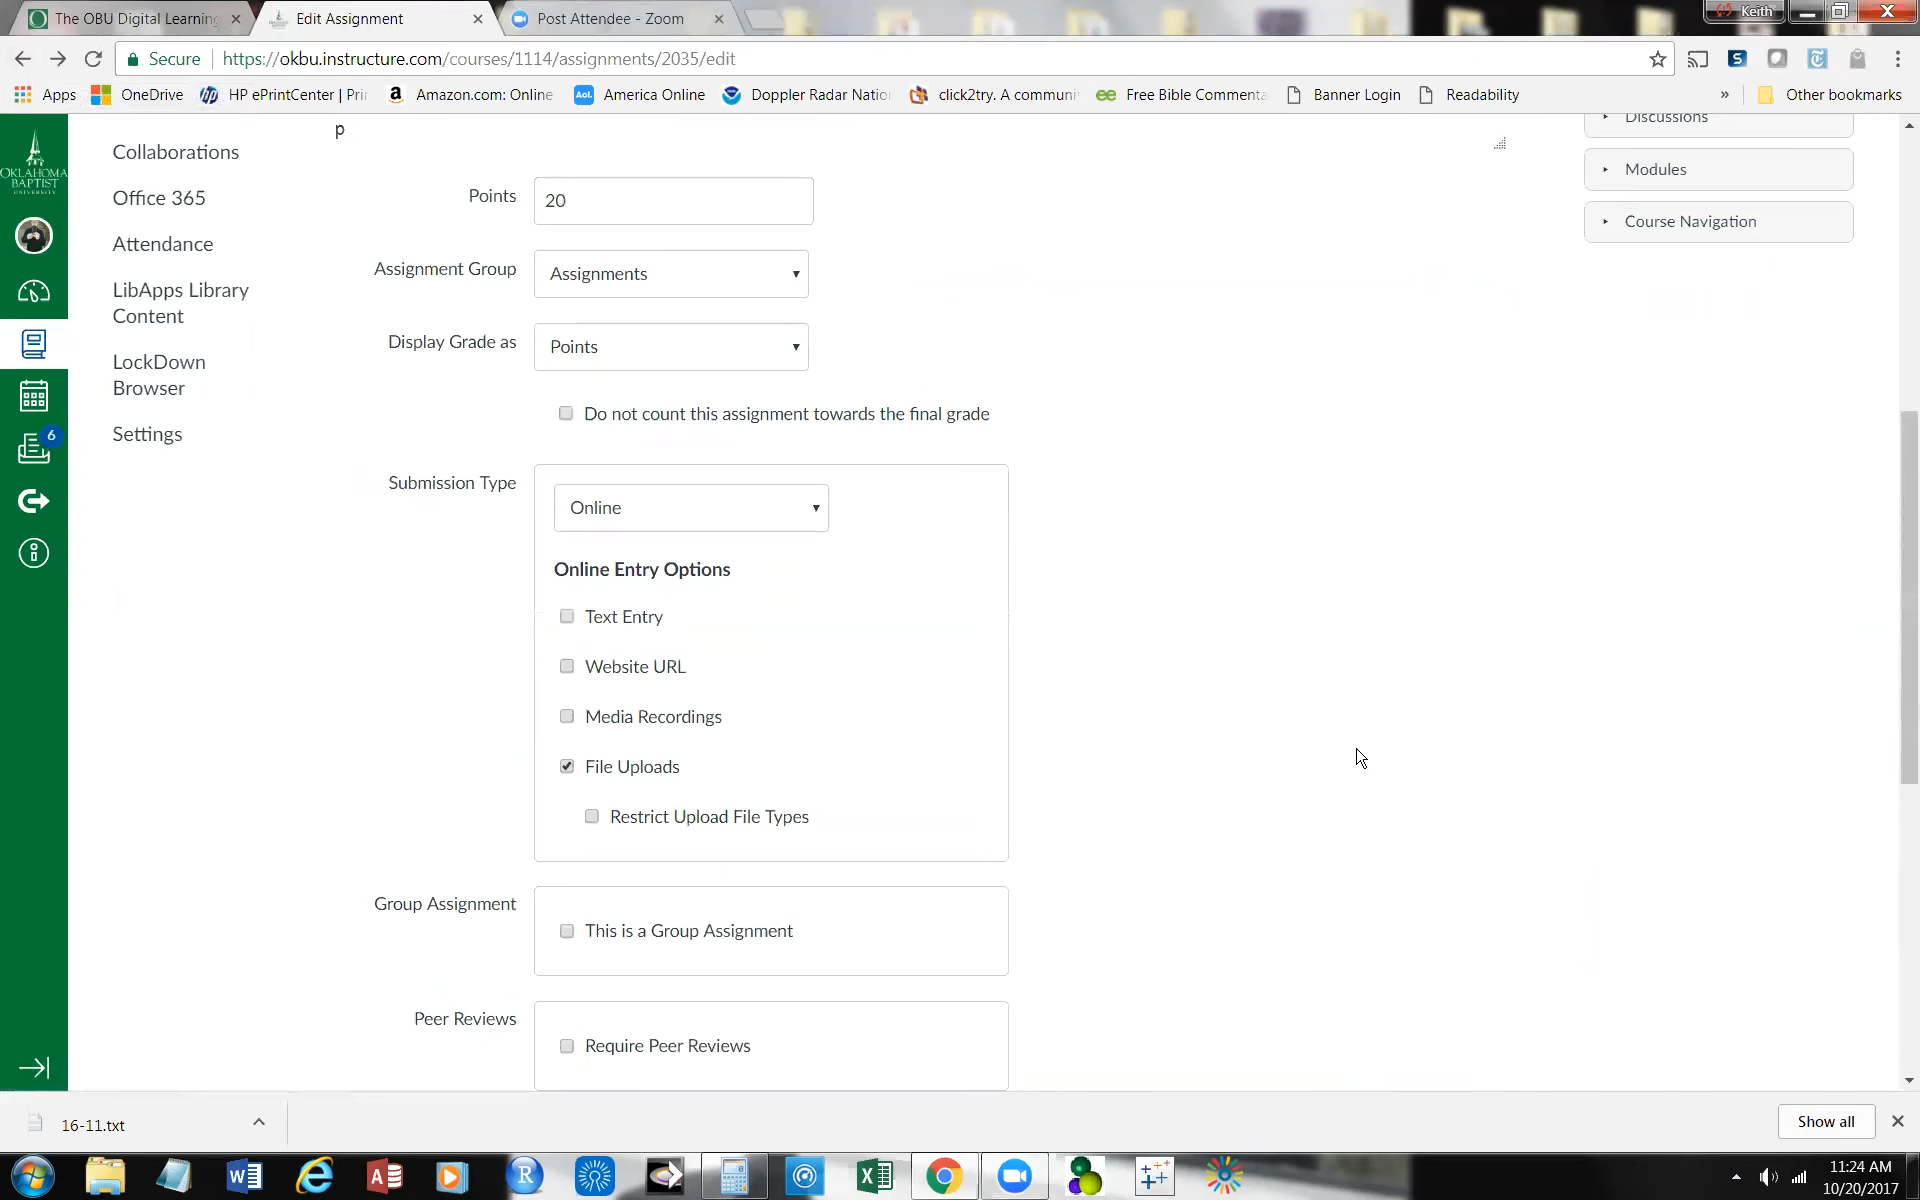 The OBU Digital Learning
Edit Assignment
Post Attendee - Zoom
Keith
Secure
https://okbu.instructure.com/courses/1114/assignments/2035/edit
Apps
OneDrive
HP ePrintCenter | Pri
Amazon.com: Online
America Online
Doppler Radar Natio
click2try. A communi
Free Bible Commenta
Banner Login
Readability
»
Other bookmarks
OKLAHOMA
BAPTIST
UNIVERSITY
6
Collaborations
Office 365
Attendance
LibApps Library
Content
LockDown
Browser
Settings
p
Points
20
Assignment Group
Assignments
Display Grade as
Points
Do not count this assignment towards the final grade
Submission Type
Online
Online Entry Options
Text Entry
Website URL
Media Recordings
File Uploads
Restrict Upload File Types
Group Assignment
This is a Group Assignment
Peer Reviews
Require Peer Reviews
Discussions
Modules
Course Navigation
16-11.txt
Show all
11:24 AM
10/20/2017